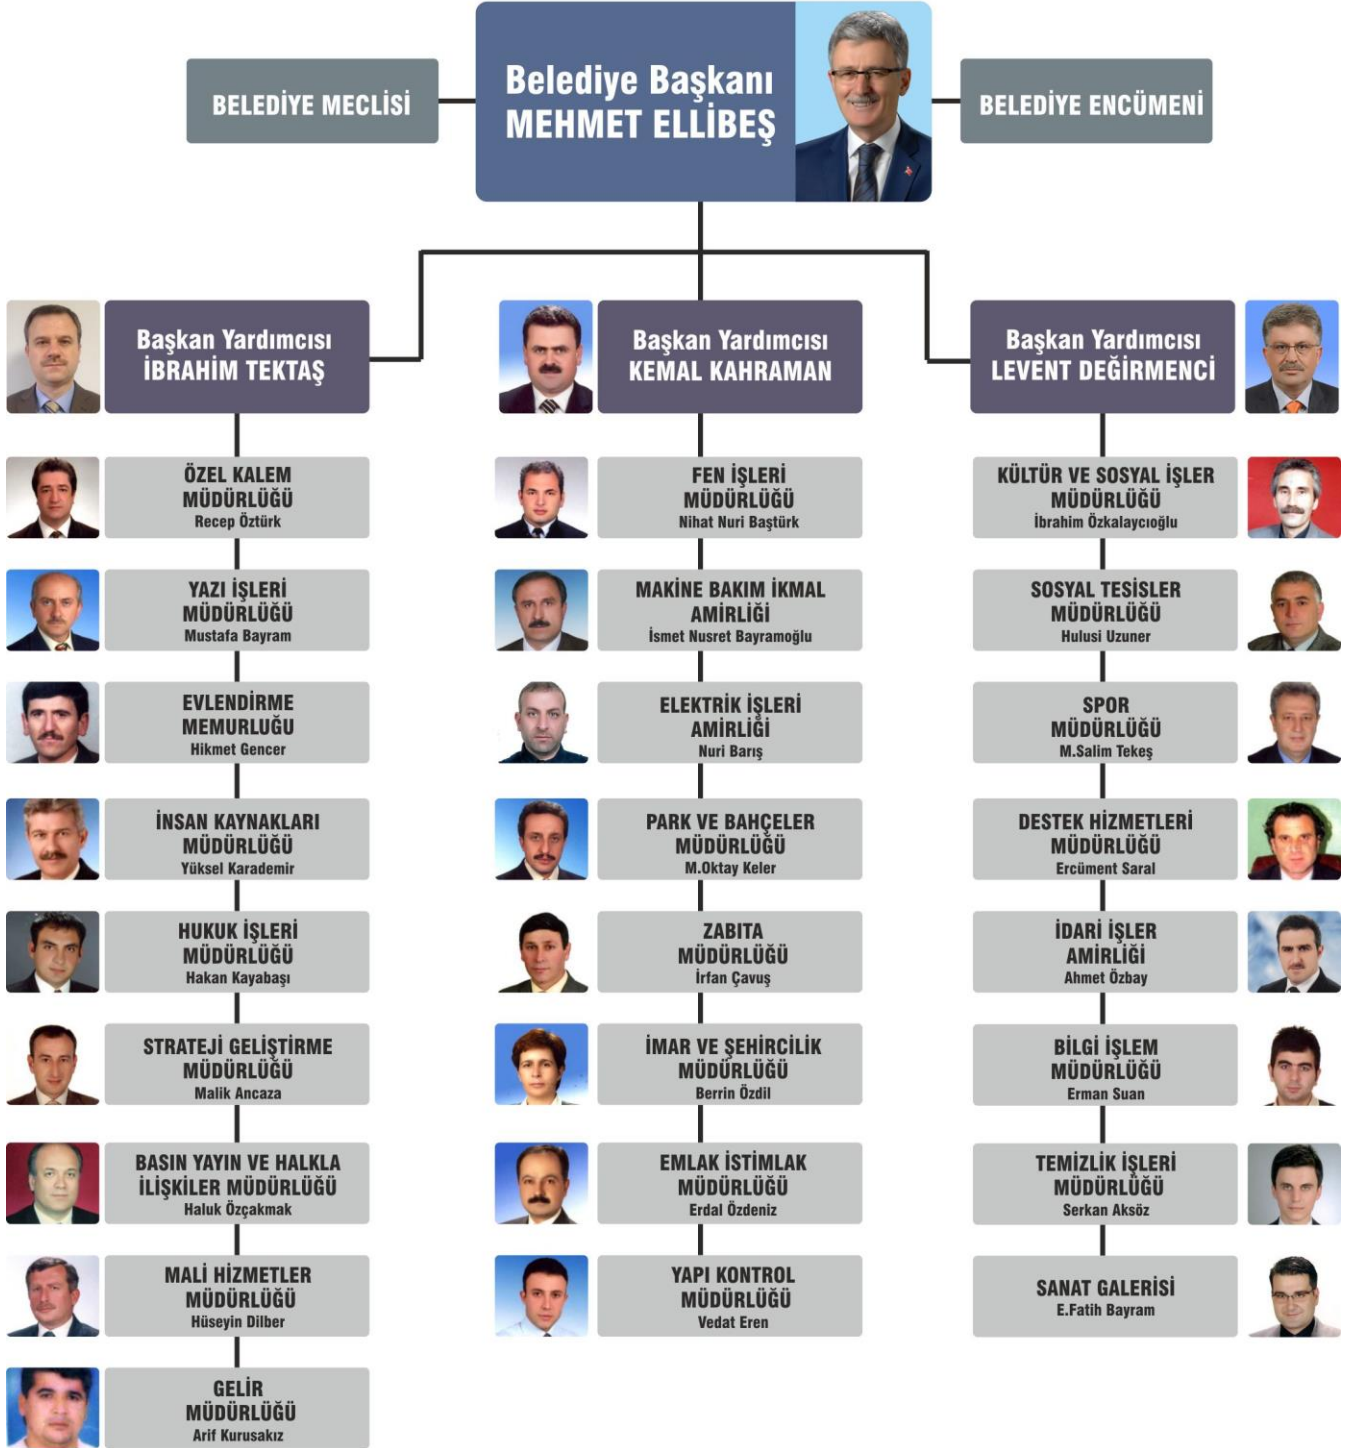 BELEDİYE MECLİSİ
Belediye Başkanı
MEHMET ELLİBEŞ
BELEDİYE ENCÜMENİ
Başkan Yardımcısı
İBRAHİM TEKTAŞ
ÖZEL KALEM
MÜDÜRLÜĞÜ
Recep Öztürk
YAZI İŞLERİ
MÜDÜRLÜĞÜ
Mustafa Bayram
EVLENDİRME
MEMURLUĞU
Hikmet Gencer
İNSAN KAYNAKLARI
MÜDÜRLÜĞÜ
Yüksel Karademir
HUKUK İŞLERİ
MÜDÜRLÜĞÜ
Hakan Kayabaşı
STRATEJİ GELİŞTİRME
MÜDÜRLÜĞÜ
Malik Ancaza
BASIN YAYIN VE HALKLA
İLİŞKİLER MÜDÜRLÜĞÜ
Haluk Özçakmak
MALİ HİZMETLER
MÜDÜRLÜĞÜ
Hüseyin Dilber
GELİR
MÜDÜRLÜĞÜ
Arif Kurusakız
Başkan Yardımcısı
KEMAL KAHRAMAN
FEN İŞLERİ
MÜDÜRLÜĞÜ
Nihat Nuri Baştürk
MAKİNE BAKIM İKMAL
AMİRLİĞİ
İsmet Nusret Bayramoğlu
ELEKTRİK İŞLERİ
AMİRLİĞİ
Nuri Barış
PARK VE BAHÇELER
MÜDÜRLÜĞÜ
M.Oktay Keler
ZABITA
MÜDÜRLÜĞÜ
İrfan Çavuş
İMAR VE ŞEHİRCİLİK
MÜDÜRLÜĞÜ
Berrin Özdil
EMLAK İSTİMLAK
MÜDÜRLÜĞÜ
Erdal Özdeniz
YAPI KONTROL
MÜDÜRLÜĞÜ
Vedat Eren
Başkan Yardımcısı
LEVENT DEĞİRMENCİ
KÜLTÜR VE SOSYAL İŞLER
MÜDÜRLÜĞÜ
İbrahim Özkalaycıoğlu
SOSYAL TESİSLER
MÜDÜRLÜĞÜ
Hulusi Uzuner
SPOR
MÜDÜRLÜĞÜ
M.Salim Tekeş
DESTEK HİZMETLERİ
MÜDÜRLÜĞÜ
Ercüment Saral
İDARİ İŞLER
AMİRLİĞİ
Ahmet Özbay
BİLGİ İŞLEM
MÜDÜRLÜĞÜ
Erman Suan
TEMİZLİK İŞLERİ
MÜDÜRLÜĞÜ
Serkan Aksöz
SANAT GALERİSİ
E.Fatih Bayram